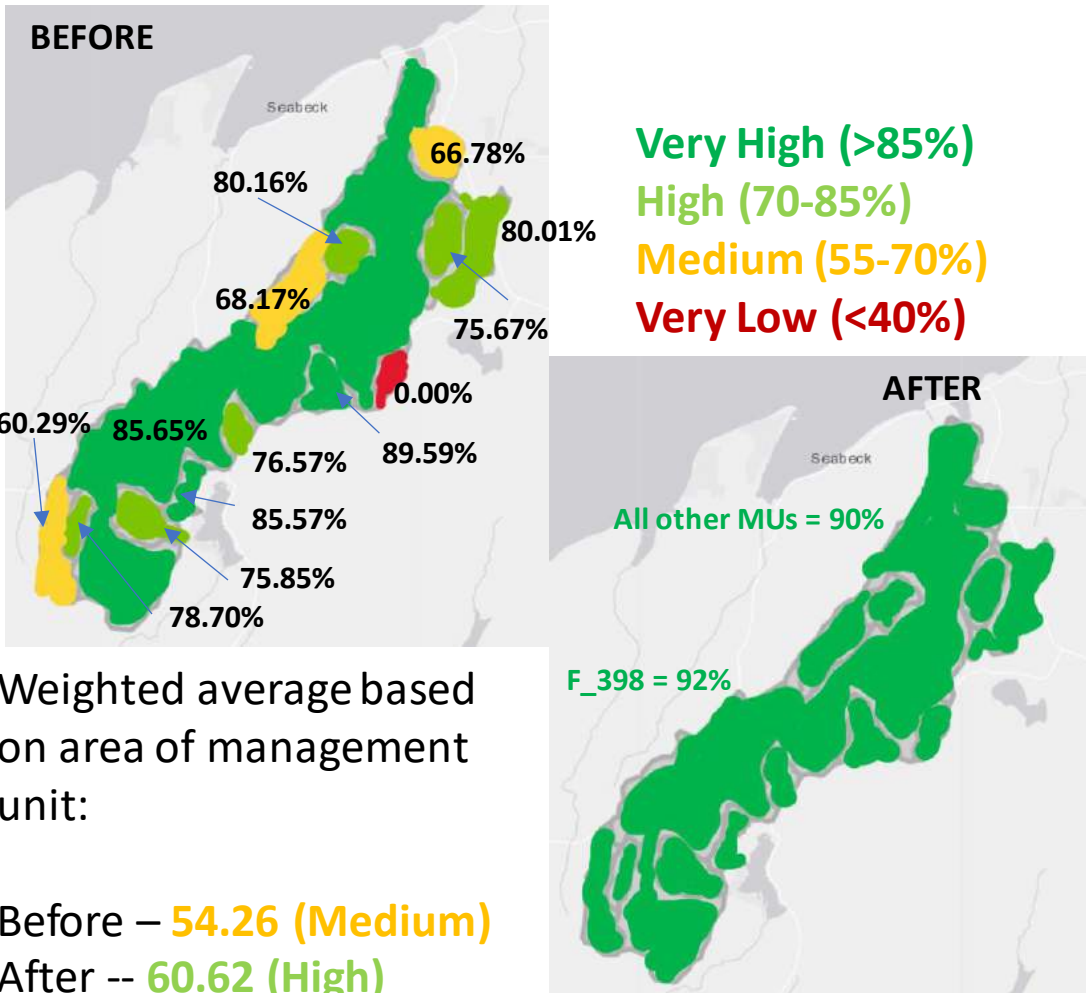 BEFORE
Seabeck
66.78%
80.16%
80.01%
68.17%
75.67%
0.00%
60.29%
85.65%
76.57%
89.59%
85.57%
75.85%
78.70%
Very High (>85%)
High (70-85%)
Medium (55-70%)
Very Low (<40%)
AFTER
Seabeck
All other MUs = 90%
F_398 = 92%
Weighted average based
on area of management
unit:
Before – 54.26 (Medium)
After -- 60.62 (High)